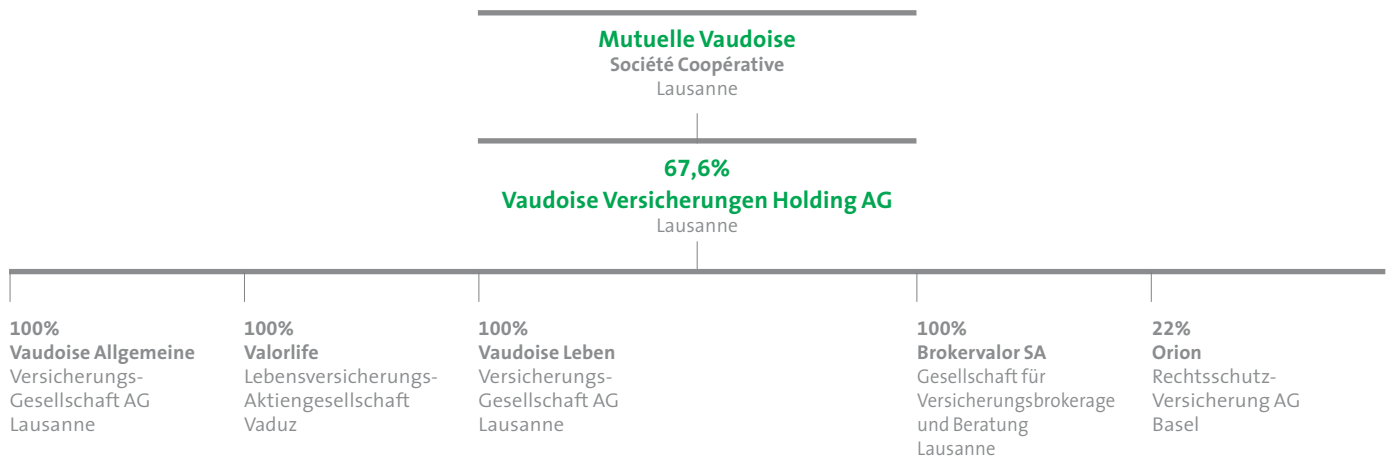 Mutuelle Vaudoise
Société Coopérative
Lausanne
67,6%
Vaudoise Versicherungen Holding AG
Lausanne
100%
Vaudoise Allgemeine
Versicherungs-
Gesellschaft AG
Lausanne
100%
Valorlife
Lebensversicherungs-
Aktiengesellschaft
Vaduz
100%
Vaudoise Leben
Versicherungs-
Gesellschaft AG
Lausanne
100%
Brokervalor SA
Gesellschaft für
Versicherungsbrokerage
und Beratung
Lausanne
22%
Orion
Rechtsschutz-
Versicherung AG
Basel